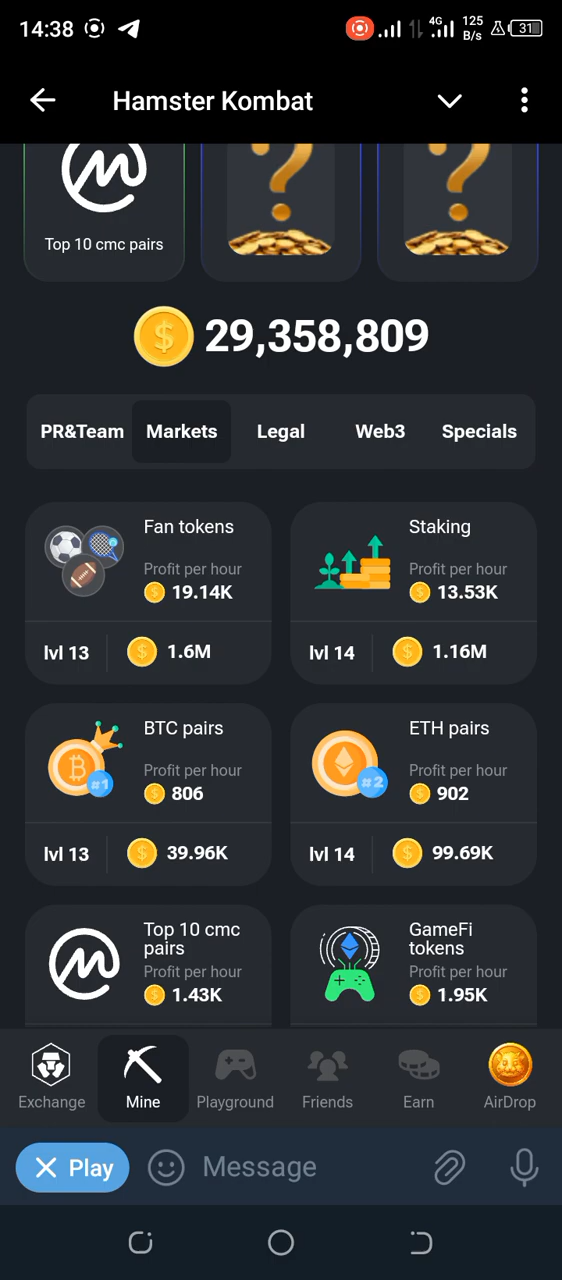 14:38 4G 125 B/s 31
Hamster Kombat
Top 10 cmc pairs
29,358,809
PR&Team Markets Legal Web3 Specials
Fan tokens
Profit per hour
19.14K
lvl 13 1.6M
Staking
Profit per hour
13.53K
lvl 14 1.16M
BTC pairs
#1
Profit per hour
806
lvl 13 39.96K
ETH pairs
#2
Profit per hour
902
lvl 14 99.69K
Top 10 cmc
pairs
Profit per hour
1.43K
GameFi
tokens
Profit per hour
1.95K
Exchange Mine Playground Friends Earn AirDrop
Play Message